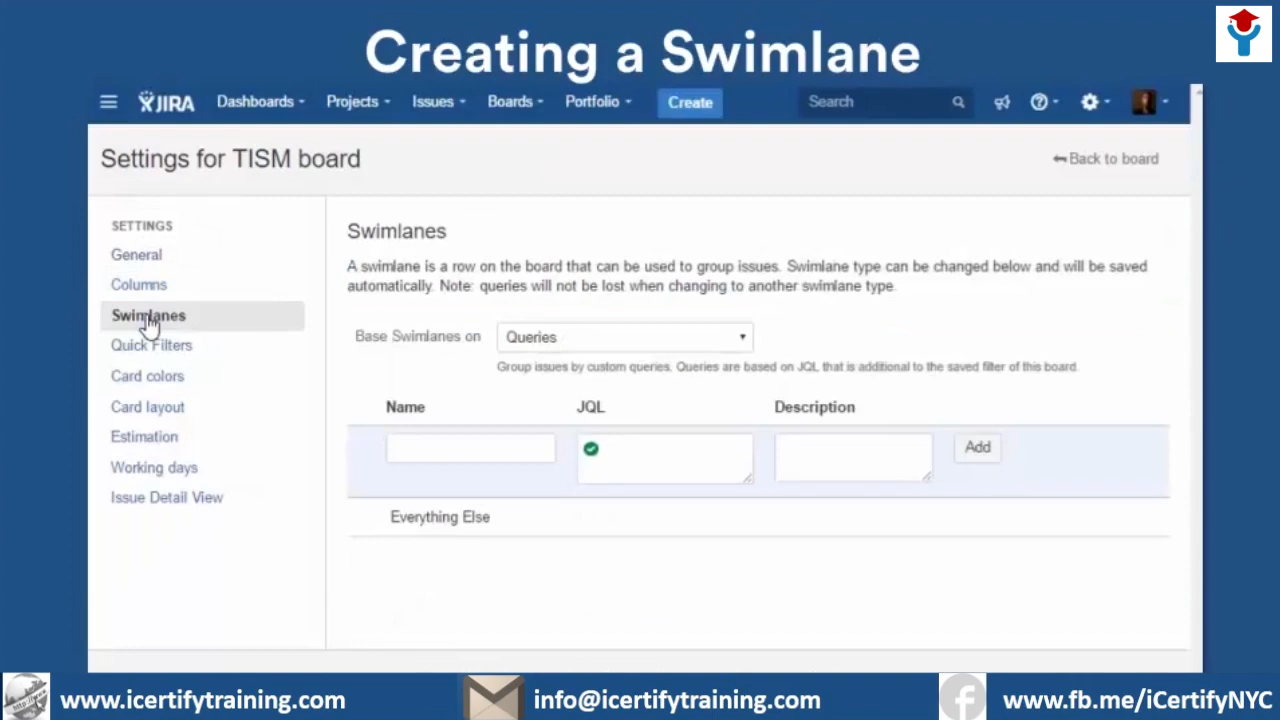 Creating a Swimlane
JIRA Dashboards Projects Issues Boards Portfolio Create Search
Settings for TISM board
Back to board
SETTINGS
General
Columns
Swimlanes
Quick Filters
Card colors
Card layout
Estimation
Working days
Issue Detail View
Swimlanes
A swimlane is a row on the board that can be used to group issues. Swimlane type can be changed below and will be saved
automatically. Note: queries will not be lost when changing to another swimlane type.
Base Swimlanes on Queries
Group issues by custom queries. Queries are based on JQL that is additional to the saved filter of this board.
Name JQL Description
Add
Everything Else
www.icertifytraining.com info@icertifytraining.com www.fb.me/iCertifyNYC